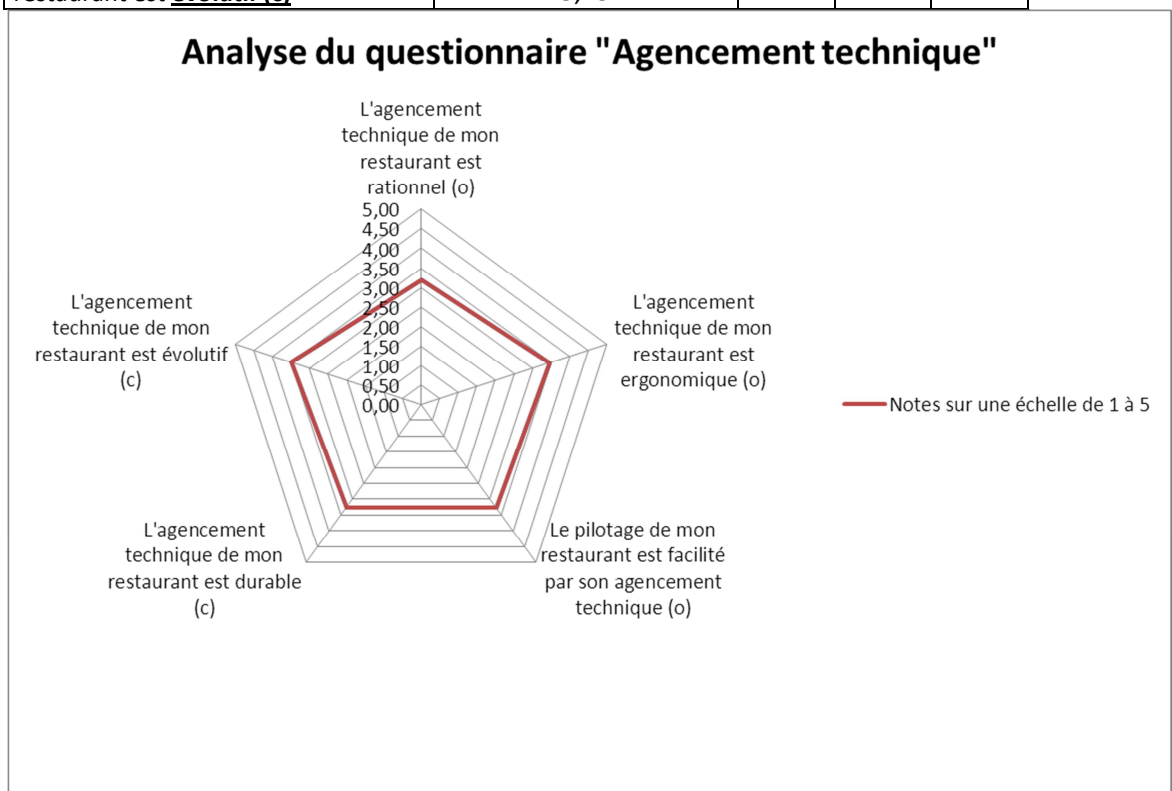 restaurant est évolutif (c)
Analyse du questionnaire "Agencement technique"
L'agencement
technique de mon
restaurant est
rationnel (o)
5,00
4,50
4,00
3,50
3,00
2,50
2,00
1,50
1,00
0,50
0,00
L'agencement
technique de mon
restaurant est
ergonomique (o)
Le pilotage de mon
restaurant est facilité
par son agencement
technique (o)
L'agencement
technique de mon
restaurant est durable
(c)
L'agencement
technique de mon
restaurant est évolutif
(c)
Notes sur une échelle de 1 à 5